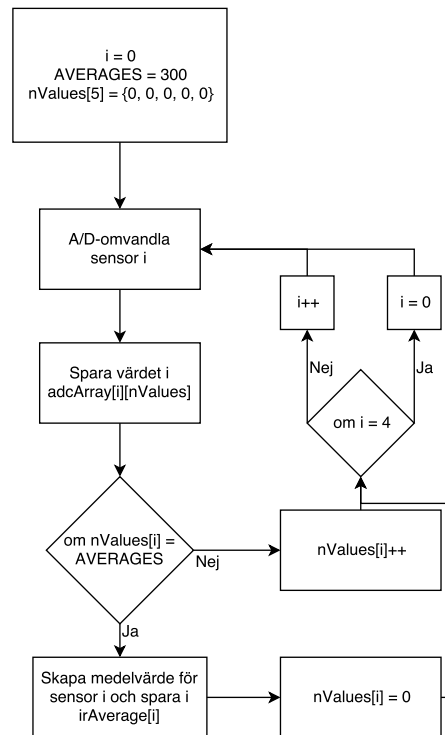 i = 0
AVERAGES = 300
nValues[5] = {0, 0, 0, 0, 0}
A/D-omvandla
sensor i
i++
i = 0
Spara värdet i
adcArray[i][nValues]
Nej
Ja
om i = 4
om nValues[i] =
AVERAGES
Nej
nValues[i]++
Ja
Skapa medelvärde för
sensor i och spara i
irAverage[i]
nValues[i] = 0